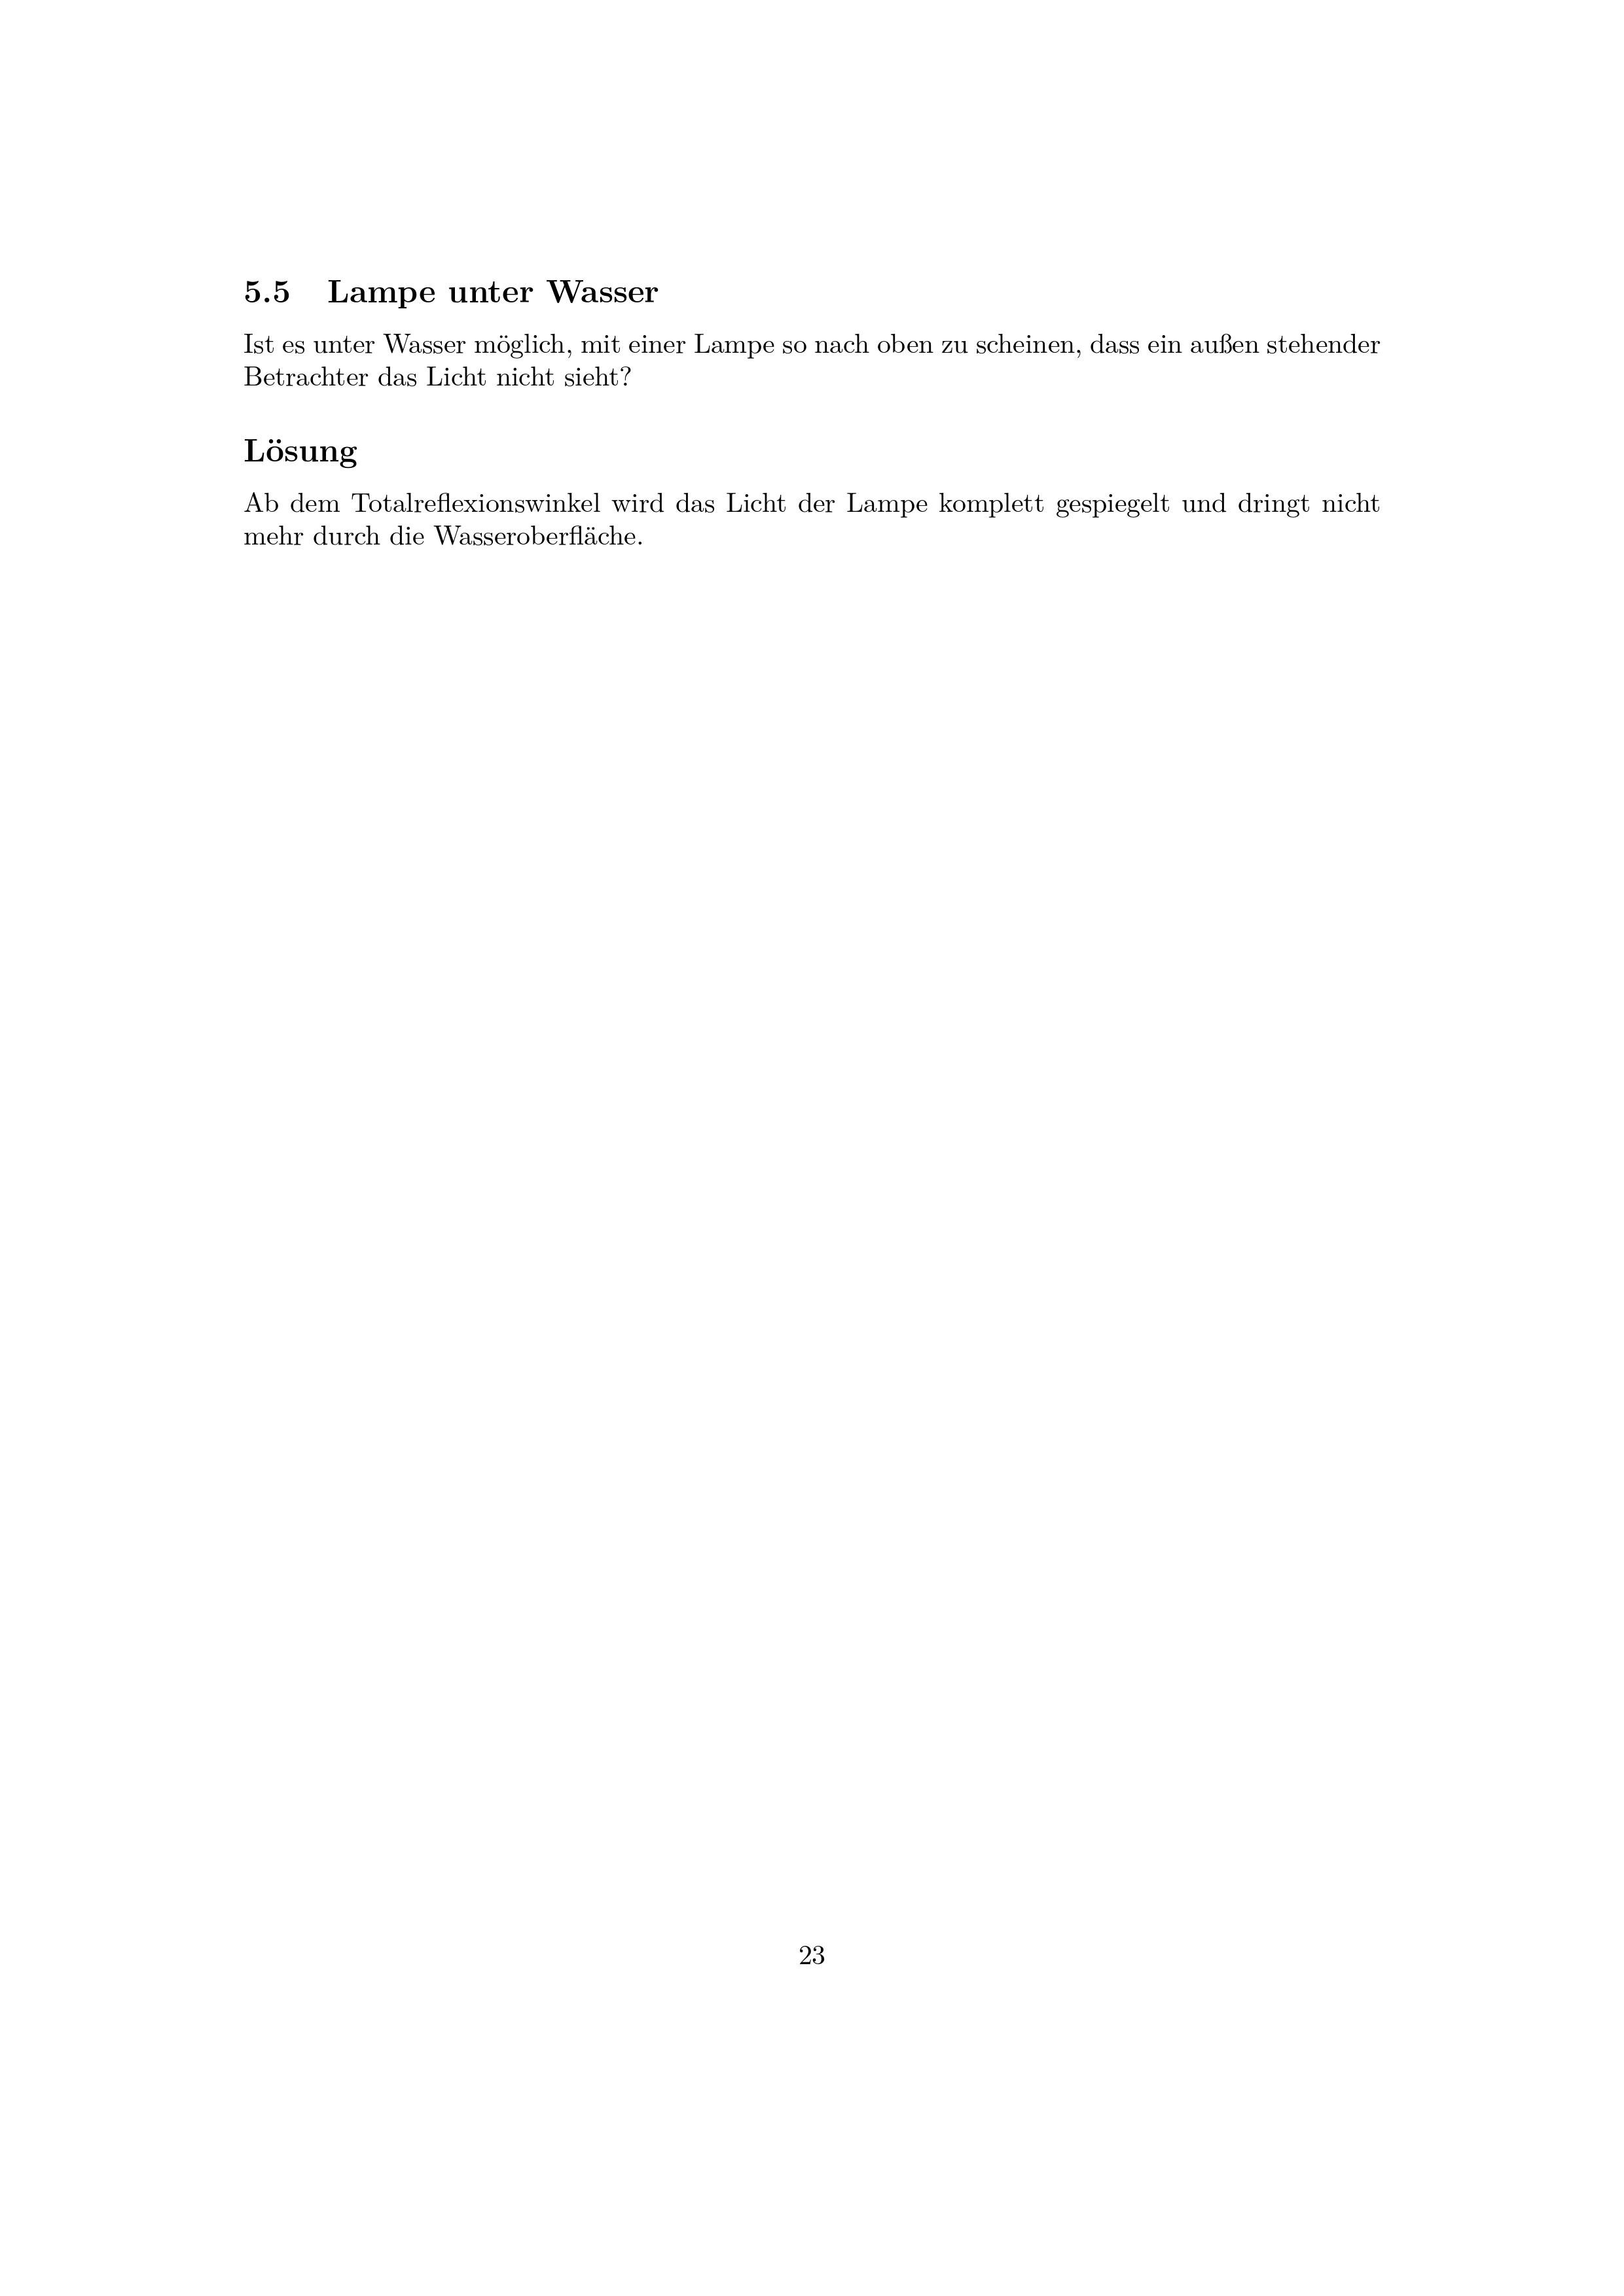 5.5 Lampe unter Wasser
Ist es unter Wasser möglich, mit einer Lampe so nach oben zu scheinen, dass ein außen stehender
Betrachter das Licht nicht sieht?
Lösung
Ab dem Totalreflexionswinkel wird das Licht der Lampe komplett gespiegelt und dringt nicht
mehr durch die Wasseroberfläche.
23